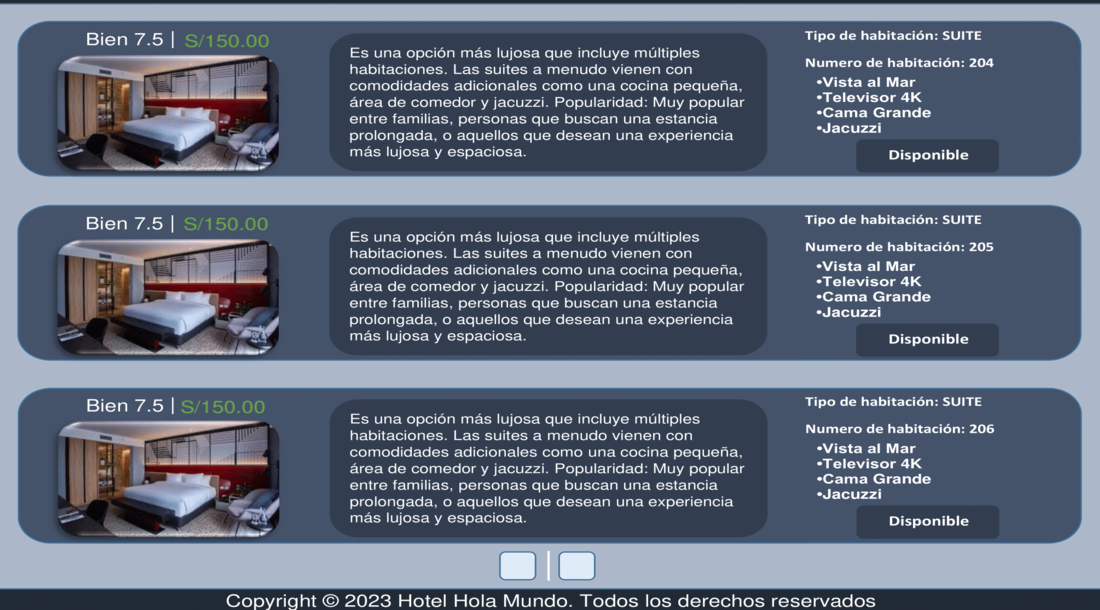 Bien 7.5 | S/150.00
Es una opción más lujosa que incluye múltiples
habitaciones. Las suites a menudo vienen con
comodidades adicionales como una cocina pequeña,
área de comedor y jacuzzi. Popularidad: Muy popular
entre familias, personas que buscan una estancia
prolongada, o aquellos que desean una experiencia
más lujosa y espaciosa.
Tipo de habitación: SUITE
Numero de habitación: 204
•Vista al Mar
•Televisor 4K
•Cama Grande
•Jacuzzi
Disponible
Bien 7.5 | S/150.00
Es una opción más lujosa que incluye múltiples
habitaciones. Las suites a menudo vienen con
comodidades adicionales como una cocina pequeña,
área de comedor y jacuzzi. Popularidad: Muy popular
entre familias, personas que buscan una estancia
prolongada, o aquellos que desean una experiencia
más lujosa y espaciosa.
Tipo de habitación: SUITE
Numero de habitación: 205
•Vista al Mar
•Televisor 4K
•Cama Grande
•Jacuzzi
Disponible
Bien 7.5 | S/150.00
Es una opción más lujosa que incluye múltiples
habitaciones. Las suites a menudo vienen con
comodidades adicionales como una cocina pequeña,
área de comedor y jacuzzi. Popularidad: Muy popular
entre familias, personas que buscan una estancia
prolongada, o aquellos que desean una experiencia
más lujosa y espaciosa.
Tipo de habitación: SUITE
Numero de habitación: 206
•Vista al Mar
•Televisor 4K
•Cama Grande
•Jacuzzi
Disponible
Copyright © 2023 Hotel Hola Mundo. Todos los derechos reservados